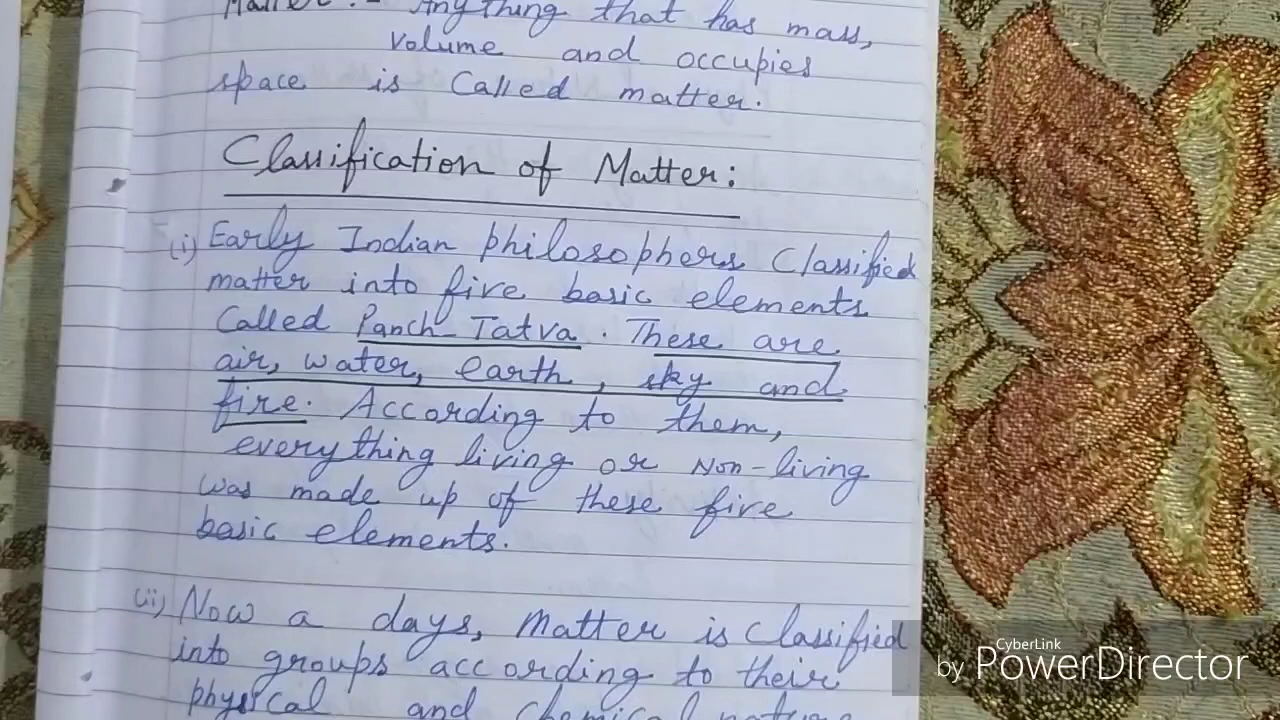 Matter :- Anything that has mass,
volume and occupies
space is Called matter.
Classification of Matter:
(i) Early Indian philosophers Classified
matter into five basic elements
Called Panch Tatva. These are
air, water, earth, sky and
fire. According to them,
everything living or Non-living
was made up of these five
basic elements.
(ii) Now a days, Matter is Classified
into groups according to their
physical and chemical nature
CyberLink
by PowerDirector